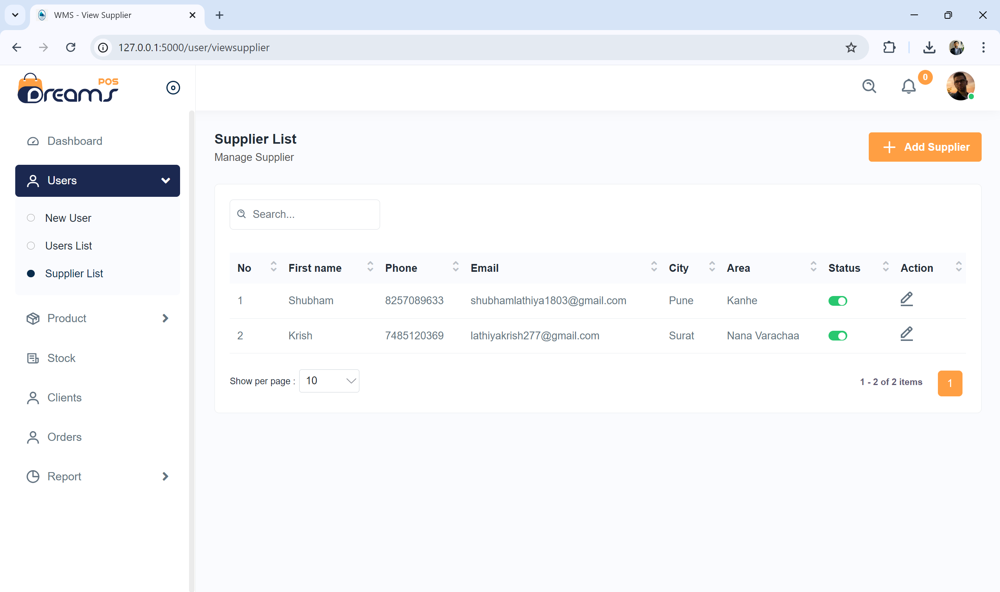 WMS - View Supplier
127.0.0.1:5000/user/viewsupplier
POS
Dreams
0
Dashboard
Users
New User
Users List
Supplier List
Product
Stock
Clients
Orders
Report
Supplier List
Manage Supplier
Add Supplier
Search...
No First name Phone Email City Area Status Action
1 Shubham 8257089633 shubhamlathiya1803@gmail.com Pune Kanhe
2 Krish 7485120369 lathiyakrish277@gmail.com Surat Nana Varachaa
Show per page : 10
1 - 2 of 2 items 1